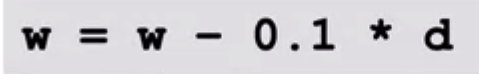 w = w - 0.1 * d